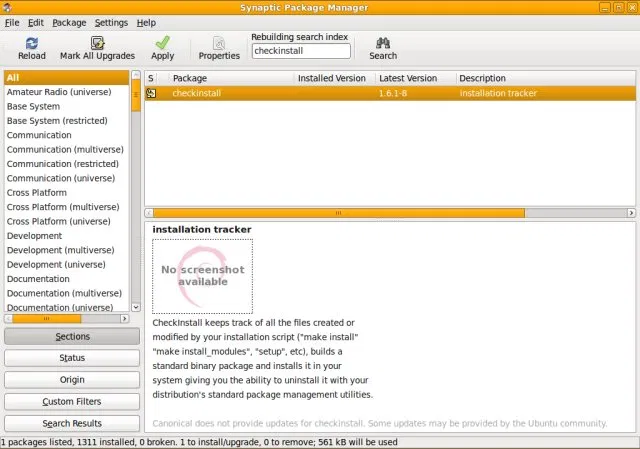 Synaptic Package Manager
File Edit Package Settings Help
Reload
Mark All Upgrades
Apply
Properties
Rebuilding search index
checkinstall
Search
All
Amateur Radio (universe)
Base System
Base System (restricted)
Communication
Communication (multiverse)
Communication (restricted)
Communication (universe)
Cross Platform
Cross Platform (multiverse)
Cross Platform (universe)
Development
Development (multiverse)
Development (universe)
Documentation
Documentation (multiverse)
Documentation (universe)
Sections
Status
Origin
Custom Filters
Search Results
S Package Installed Version Latest Version Description
checkinstall 1.6.1-8 installation tracker
installation tracker
No screenshot
available
CheckInstall keeps track of all the files created or
modified by your installation script ("make install"
"make install_modules", "setup", etc), builds a
standard binary package and installs it in your
system giving you the ability to uninstall it with your
distribution's standard package management utilities.
Canonical does not provide updates for checkinstall. Some updates may be provided by the Ubuntu community.
1 packages listed, 1311 installed, 0 broken. 1 to install/upgrade, 0 to remove; 561 kB will be used